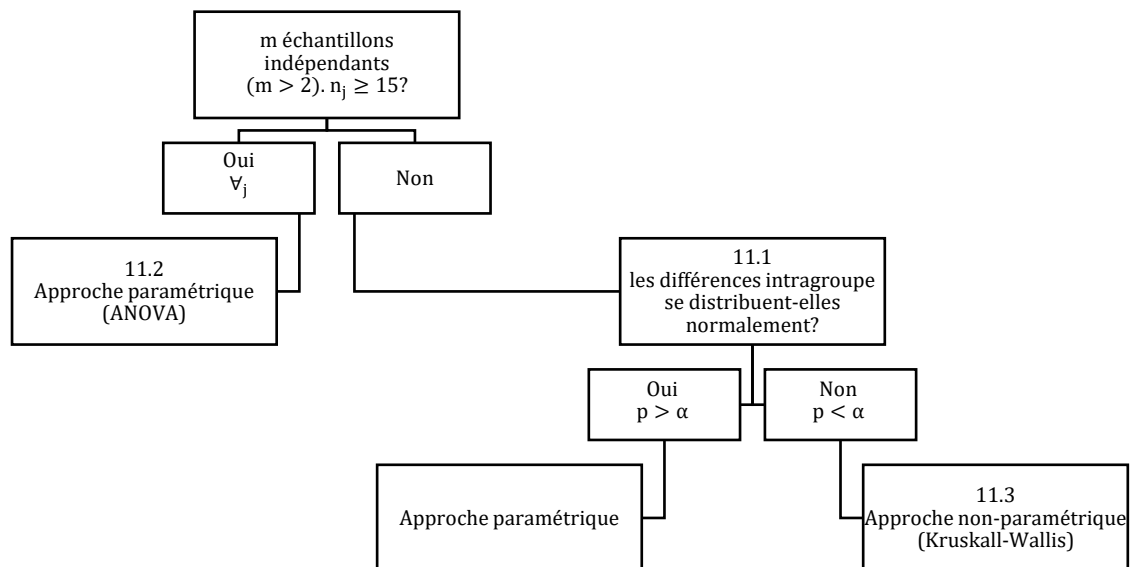 m échantillons
indépendants
(m > 2). nⱼ ≥ 15?
Oui
∀ⱼ
Non
11.2
Approche paramétrique
(ANOVA)
11.1
les différences intragroupe
se distribuent-elles
normalement?
Oui
p > α
Non
p < α
Approche paramétrique
11.3
Approche non-paramétrique
(Kruskall-Wallis)